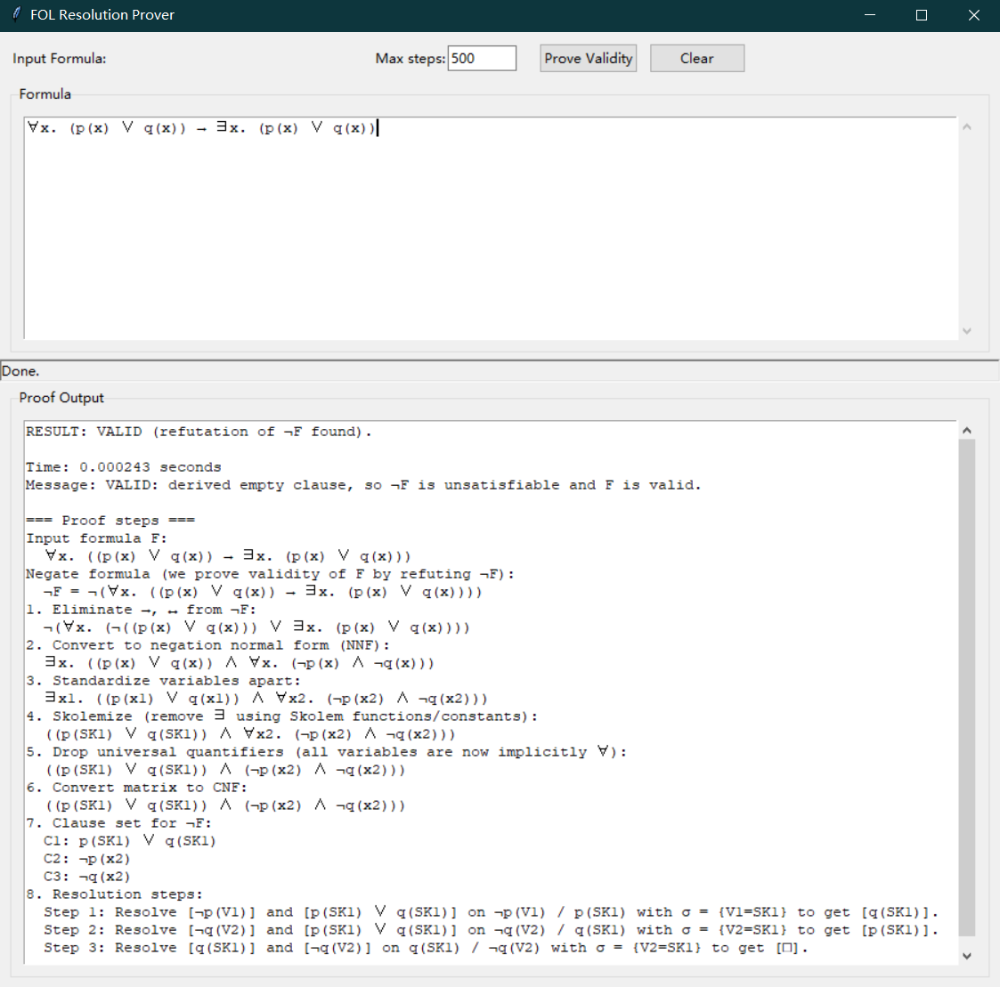 FOL Resolution Prover
Input Formula: Max steps: 500 Prove Validity Clear
Formula
∀x. (p(x) ∨ q(x)) → ∃x. (p(x) ∨ q(x))
Done.
Proof Output
RESULT: VALID (refutation of ¬F found).
Time: 0.000243 seconds
Message: VALID: derived empty clause, so ¬F is unsatisfiable and F is valid.
=== Proof steps ===
Input formula F:
∀x. ((p(x) ∨ q(x)) → ∃x. (p(x) ∨ q(x)))
Negate formula (we prove validity of F by refuting ¬F):
¬F = ¬(∀x. ((p(x) ∨ q(x)) → ∃x. (p(x) ∨ q(x))))
1. Eliminate →, ↔ from ¬F:
¬(∀x. (¬((p(x) ∨ q(x))) ∨ ∃x. (p(x) ∨ q(x))))
2. Convert to negation normal form (NNF):
∃x. ((p(x) ∨ q(x)) ∧ ∀x. (¬p(x) ∧ ¬q(x)))
3. Standardize variables apart:
∃x1. ((p(x1) ∨ q(x1)) ∧ ∀x2. (¬p(x2) ∧ ¬q(x2)))
4. Skolemize (remove ∃ using Skolem functions/constants):
((p(SK1) ∨ q(SK1)) ∧ ∀x2. (¬p(x2) ∧ ¬q(x2)))
5. Drop universal quantifiers (all variables are now implicitly ∀):
((p(SK1) ∨ q(SK1)) ∧ (¬p(x2) ∧ ¬q(x2)))
6. Convert matrix to CNF:
((p(SK1) ∨ q(SK1)) ∧ (¬p(x2) ∧ ¬q(x2)))
7. Clause set for ¬F:
C1: p(SK1) ∨ q(SK1)
C2: ¬p(x2)
C3: ¬q(x2)
8. Resolution steps:
Step 1: Resolve [¬p(V1)] and [p(SK1) ∨ q(SK1)] on ¬p(V1) / p(SK1) with σ = {V1=SK1} to get [q(SK1)].
Step 2: Resolve [¬q(V2)] and [p(SK1) ∨ q(SK1)] on ¬q(V2) / q(SK1) with σ = {V2=SK1} to get [p(SK1)].
Step 3: Resolve [q(SK1)] and [¬q(V2)] on q(SK1) / ¬q(V2) with σ = {V2=SK1} to get [□].